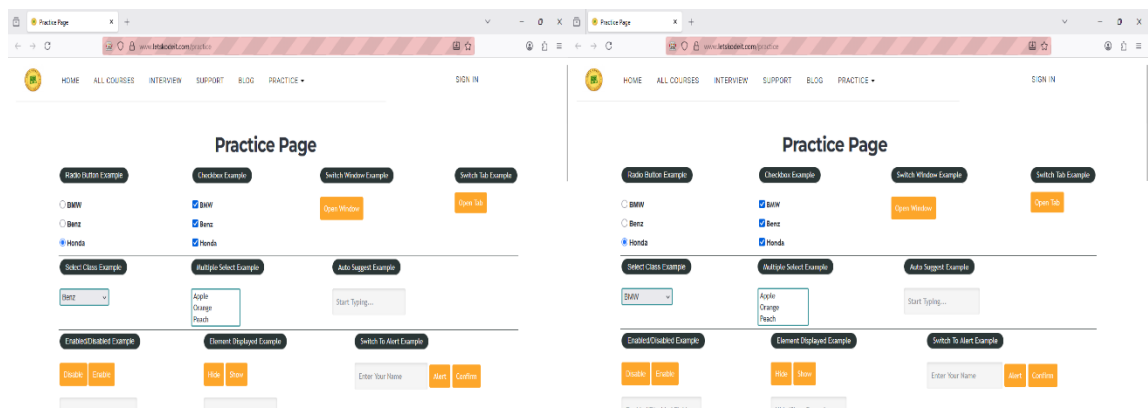 Practice Page × +
www.letskodeit.com/practice
HOME ALL COURSES INTERVIEW SUPPORT BLOG PRACTICE SIGN IN
Practice Page
Radio Button Example Checkbox Example Switch Window Example Switch Tab Example
BMW BMW Open Window Open Tab
Benz Benz
Honda Honda
Select Class Example Multiple Select Example Auto Suggest Example
Benz Apple Start Typing...
Orange
Peach
Enabled/Disabled Example Element Displayed Example Switch To Alert Example
Disable Enable Hide Show Enter Your Name Alert Confirm
Practice Page × +
www.letskodeit.com/practice
HOME ALL COURSES INTERVIEW SUPPORT BLOG PRACTICE SIGN IN
Practice Page
Radio Button Example Checkbox Example Switch Window Example Switch Tab Example
BMW BMW Open Window Open Tab
Benz Benz
Honda Honda
Select Class Example Multiple Select Example Auto Suggest Example
BMW Apple Start Typing...
Orange
Peach
Enabled/Disabled Example Element Displayed Example Switch To Alert Example
Disable Enable Hide Show Enter Your Name Alert Confirm